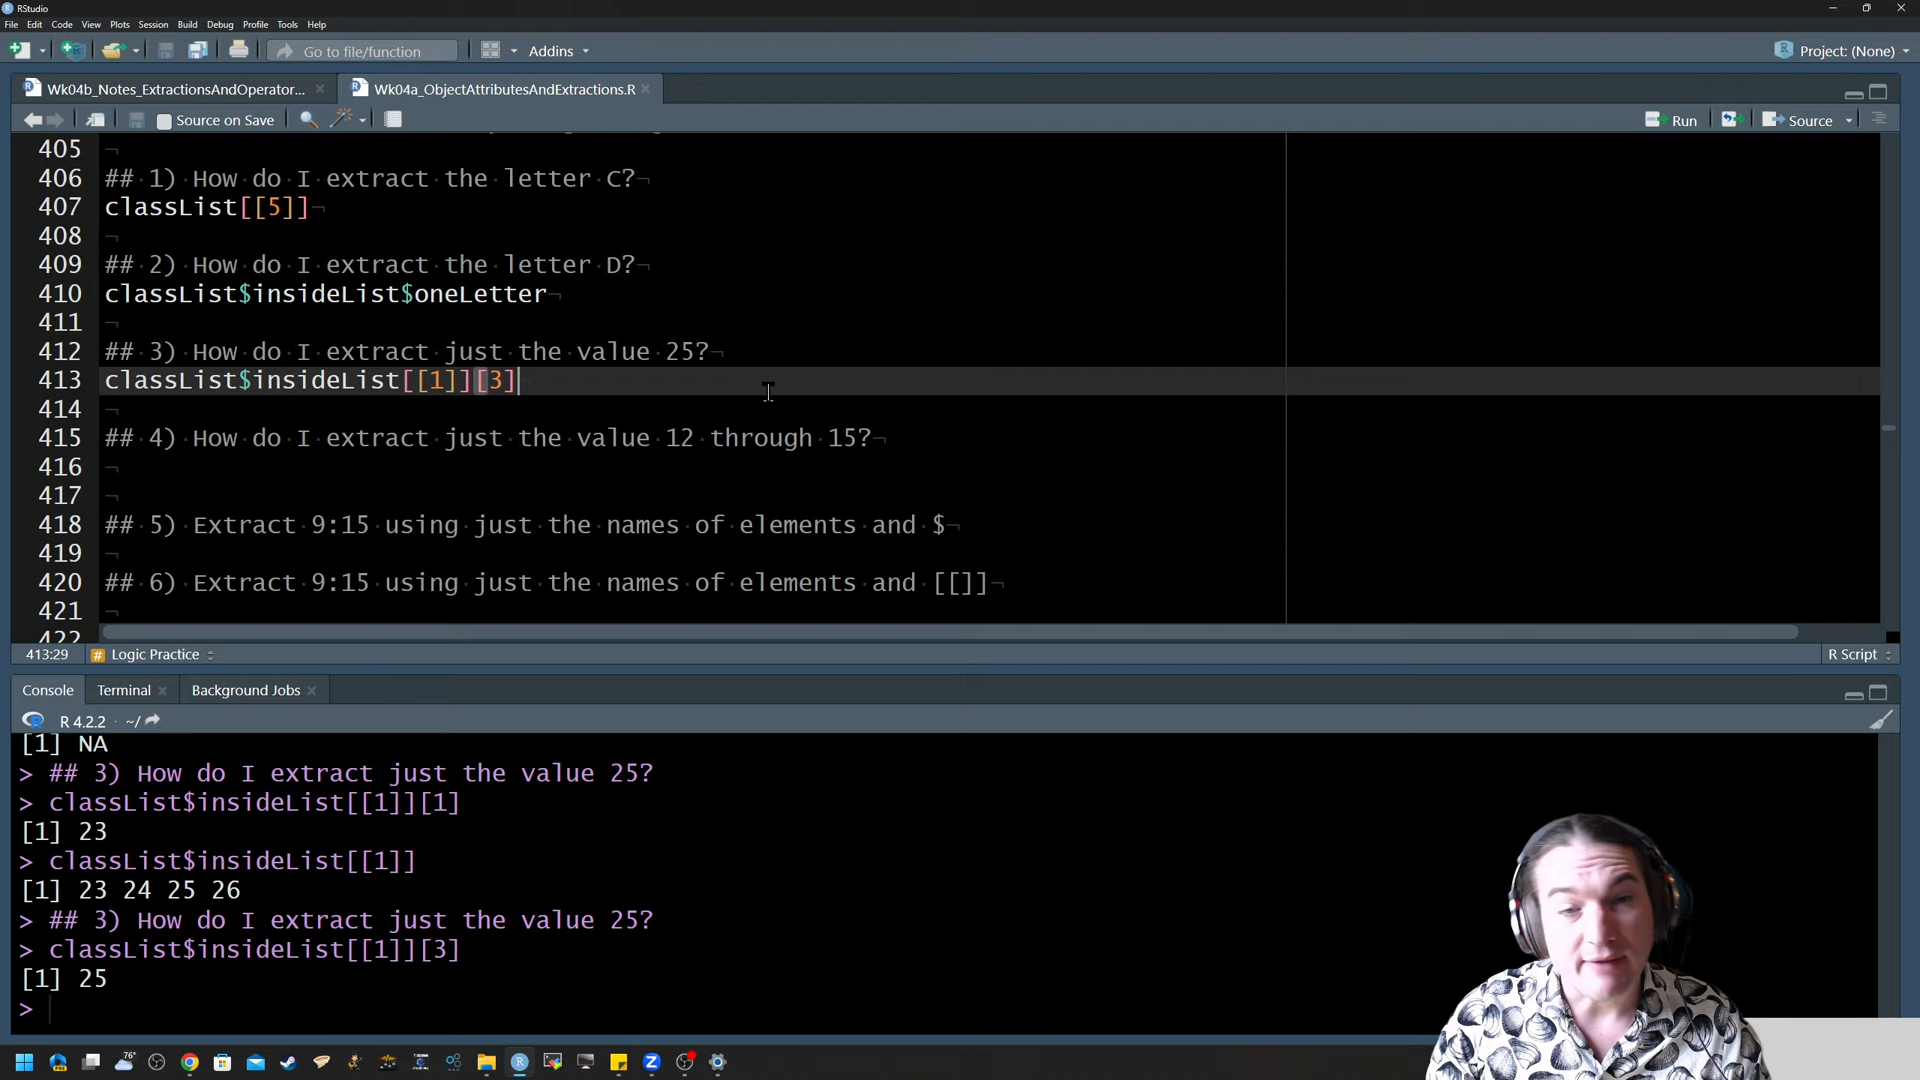 RStudio
File Edit Code View Plots Session Build Debug Profile Tools Help
Go to file/function Addins Project: (None)
Wk04b_Notes_ExtractionsAndOperator... Wk04a_ObjectAttributesAndExtractions.R
Source on Save Run Source
405
406 ## 1) How do I extract the letter C?
407 classList[[5]]
408
409 ## 2) How do I extract the letter D?
410 classList$insideList$oneLetter
411
412 ## 3) How do I extract just the value 25?
413 classList$insideList[[1]][3]
414
415 ## 4) How do I extract just the value 12 through 15?
416
417
418 ## 5) Extract 9:15 using just the names of elements and $
419
420 ## 6) Extract 9:15 using just the names of elements and [[]]
421
422
413:29 # Logic Practice R Script
Console Terminal Background Jobs
R 4.2.2 · ~/
[1] NA
> ## 3) How do I extract just the value 25?
> classList$insideList[[1]][1]
[1] 23
> classList$insideList[[1]]
[1] 23 24 25 26
> ## 3) How do I extract just the value 25?
> classList$insideList[[1]][3]
[1] 25
>
76°